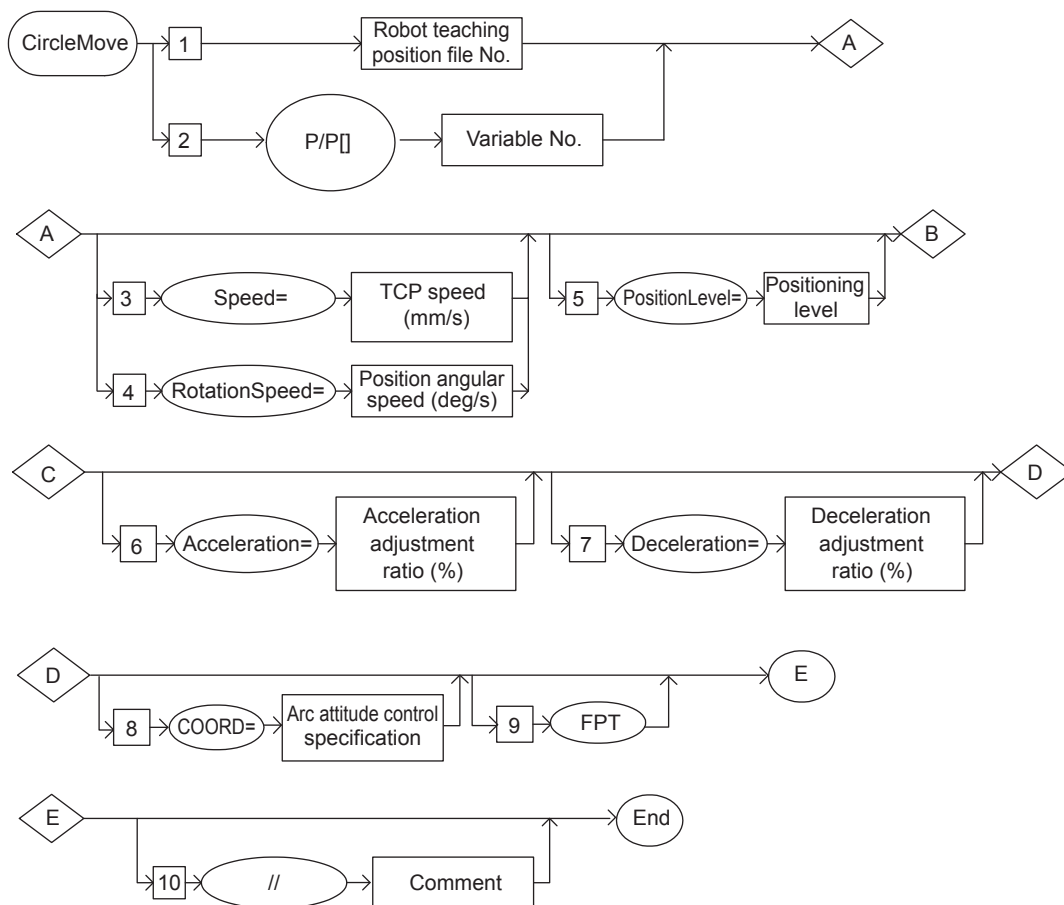 CircleMove
1
Robot teaching
position file No.
A
2
P/P[]
Variable No.
A
B
3
Speed=
TCP speed
(mm/s)
5
PositionLevel=
Positioning
level
4
RotationSpeed=
Position angular
speed (deg/s)
C
D
6
Acceleration=
Acceleration
adjustment
ratio (%)
7
Deceleration=
Deceleration
adjustment
ratio (%)
D
E
8
COORD=
Arc attitude control
specification
9
FPT
E
End
10
//
Comment